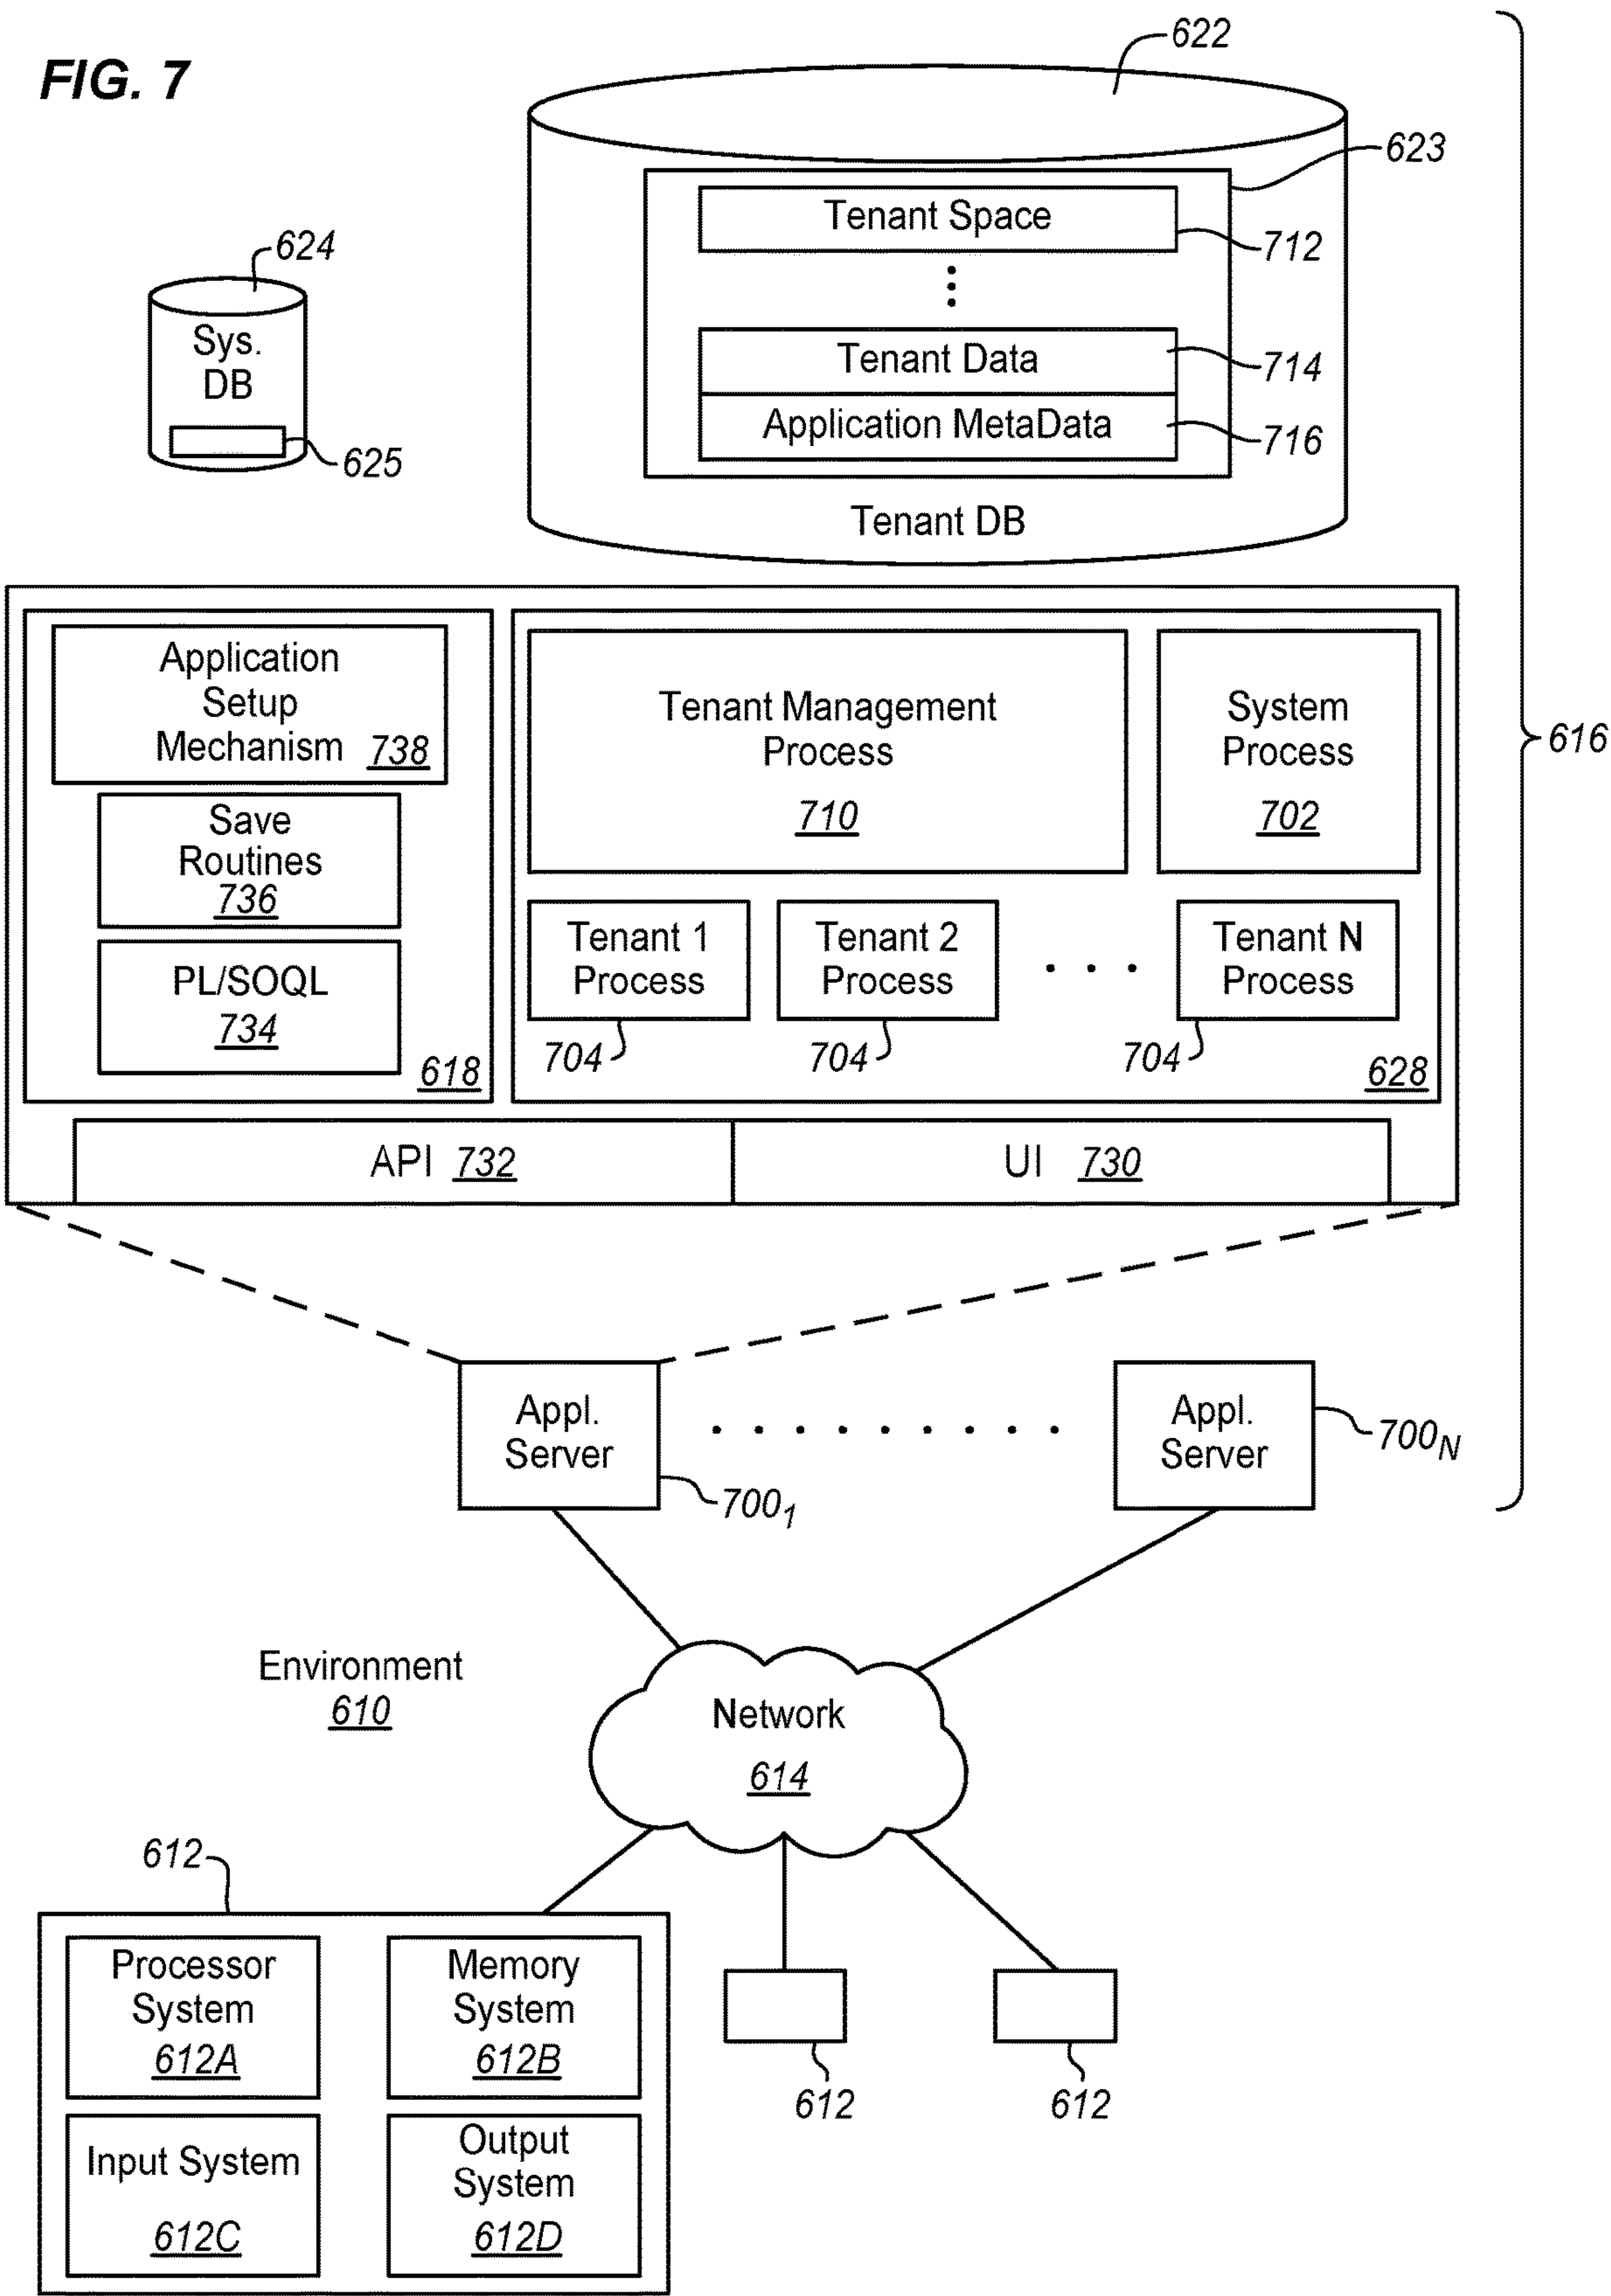 FIG. 7
622
623
Tenant Space
712
624
Sys.
DB
625
Tenant Data
714
Application MetaData
716
Tenant DB
616
Application
Setup
Mechanism 738
Save
Routines
736
PL/SOQL
734
618
Tenant Management
Process
710
System
Process
702
Tenant 1
Process
704
Tenant 2
Process
704
Tenant N
Process
704
628
API 732
UI 730
Appl.
Server
700₁
Appl.
Server
700N
Environment
610
Network
614
612
Processor
System
612A
Memory
System
612B
Input System
612C
Output
System
612D
612
612